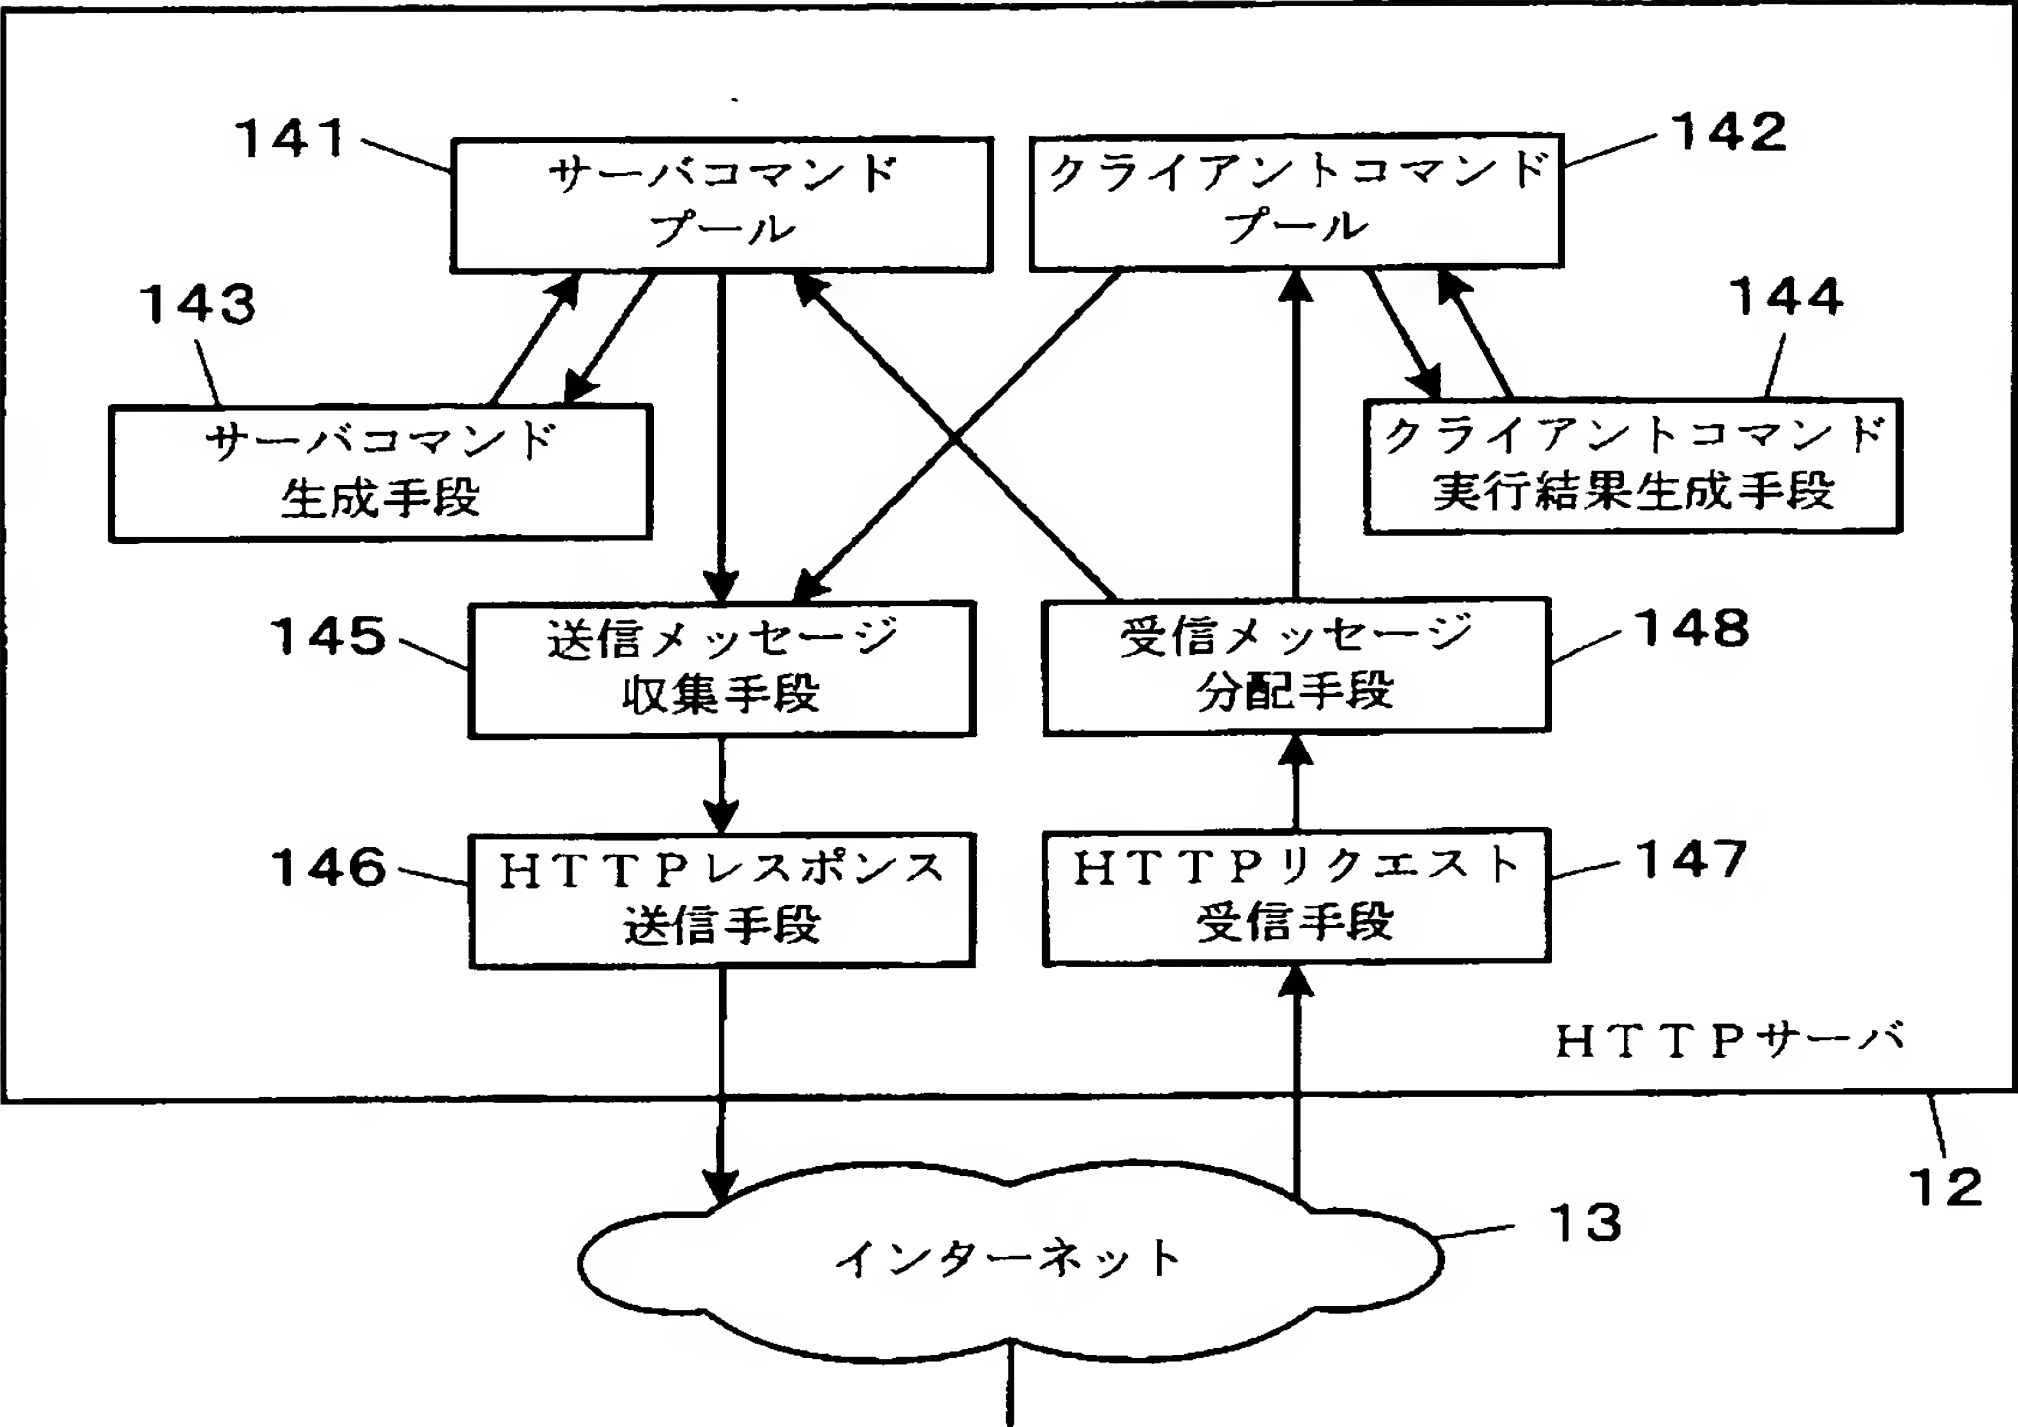 141
サーバコマンド
プール
クライアントコマンド
プール
142
143
サーバコマンド
生成手段
144
クライアントコマンド
実行結果生成手段
145
送信メッセージ
収集手段
受信メッセージ
分配手段
148
146
HTTPレスポンス
送信手段
HTTPリクエスト
受信手段
147
HTTPサーバ
12
インターネット
13